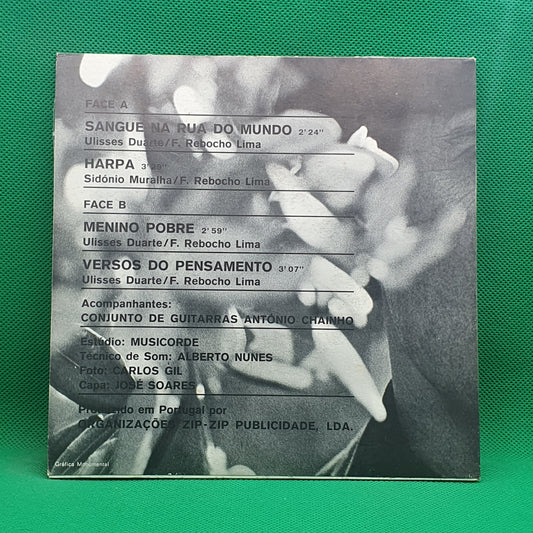 FACE A
SANGUE NA RUA DO MUNDO 2'24"
Ulisses Duarte/F. Rebocho Lima
HARPA 3'39"
Sidónio Muralha/F. Rebocho Lima
FACE B
MENINO POBRE 2'59"
Ulisses Duarte/F. Rebocho Lima
VERSOS DO PENSAMENTO 3'07"
Ulisses Duarte/F. Rebocho Lima
Acompanhantes:
CONJUNTO DE GUITARRAS ANTÓNIO CHAINHO
Estúdio: MUSICORDE
Técnico de Som: ALBERTO NUNES
Foto: CARLOS GIL
Capa: JOSÉ SOARES
Produzido em Portugal por
ORGANIZAÇÕES ZIP-ZIP PUBLICIDADE, LDA.
Gráfica Monumental